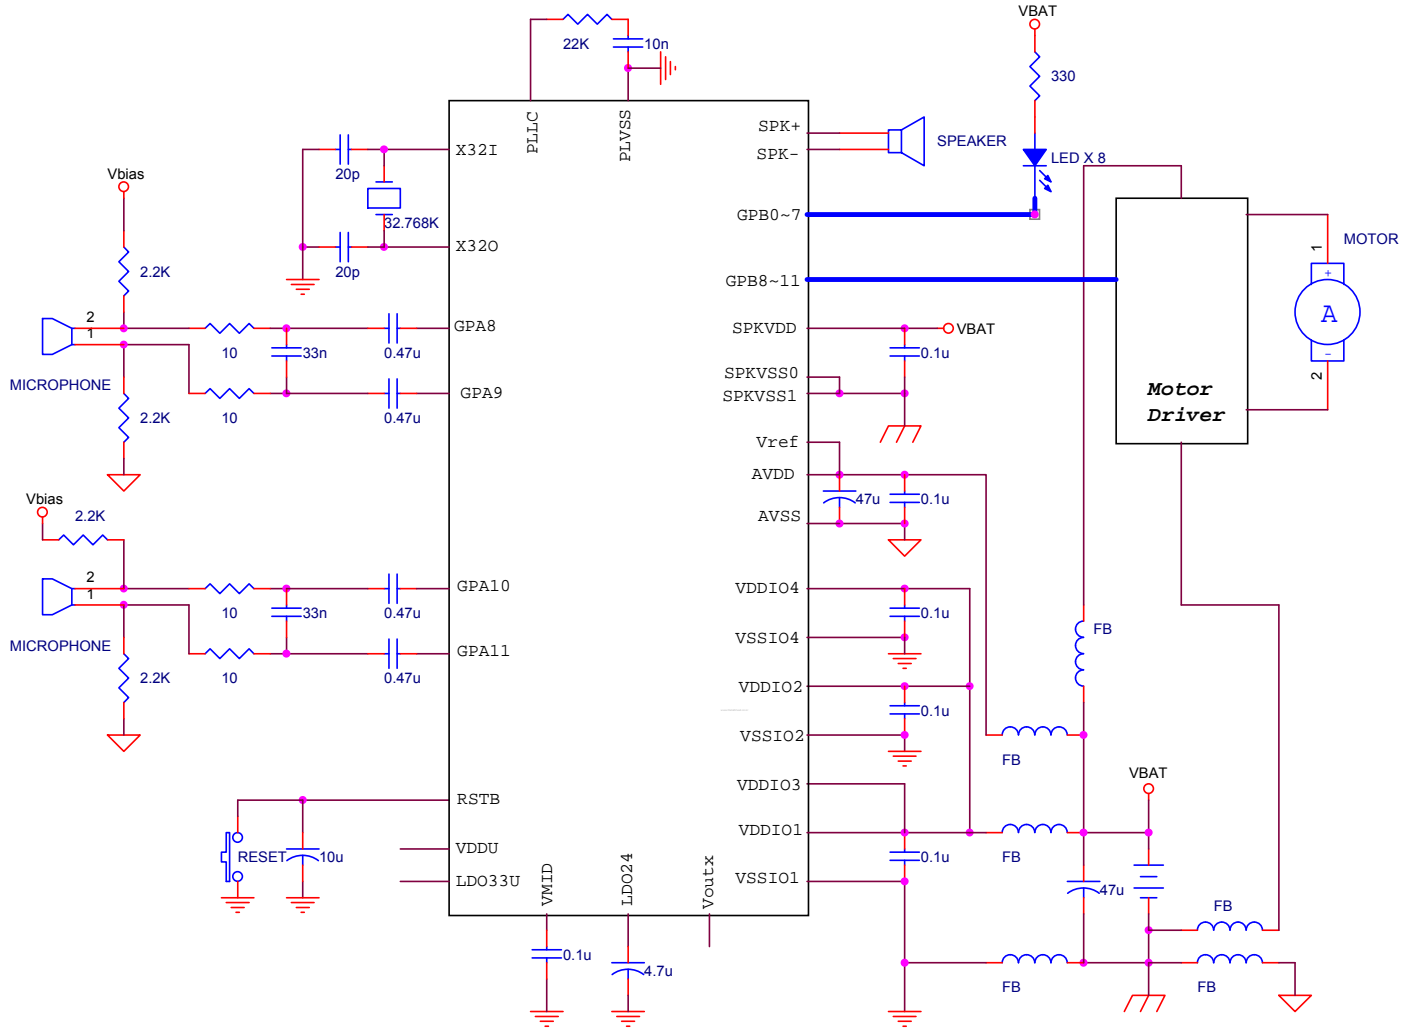 VBAT
22K
10n
330
PLLC
PLVSS
SPK+
SPEAKER
SPK-
X32I
20p
LED X 8
Vbias
32.768K
GPB0~7
X32O
20p
1
MOTOR
2.2K
GPB8~11
+
A
-
2
2
1
GPA8
SPKVDD
VBAT
10
33n
0.47u
0.1u
MICROPHONE
SPKVSS0
SPKVSS1
Motor
Driver
GPA9
2.2K
10
0.47u
Vref
AVDD
47u
0.1u
AVSS
Vbias
2.2K
2
1
GPA10
VDDIO4
10
33n
0.47u
0.1u
FB
MICROPHONE
VSSIO4
GPA11
2.2K
10
0.47u
VDDIO2
0.1u
VSSIO2
FB
VBAT
VDDIO3
RSTB
VDDIO1
RESET
10u
VDDU
0.1u
FB
LDO33U
VSSIO1
47u
VMID
LDO24
Voutx
FB
0.1u
4.7u
FB
FB